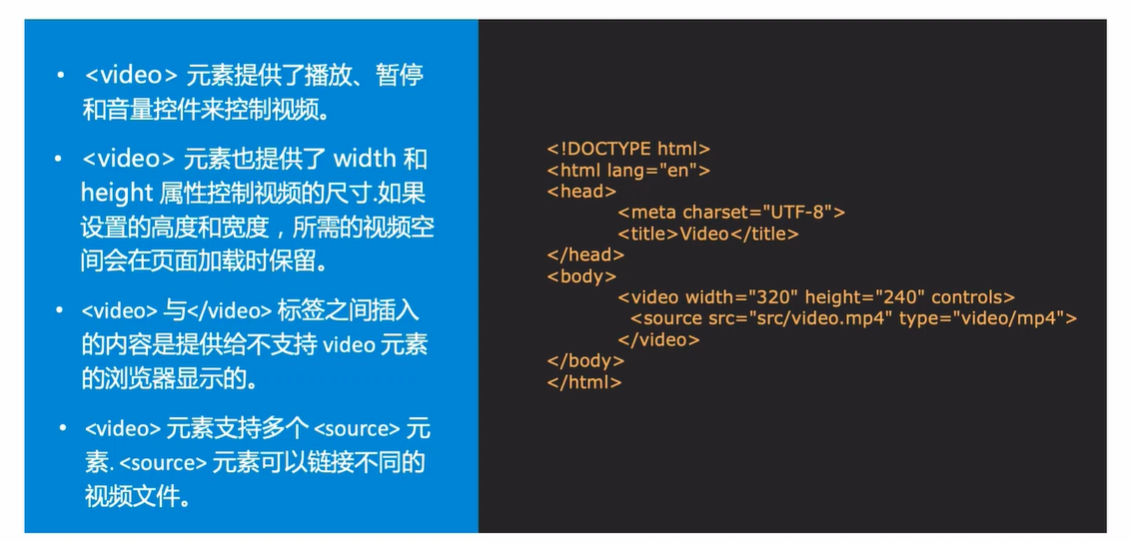 • <video> 元素提供了播放、暂停
和音量控件来控制视频。
• <video> 元素也提供了 width 和
height 属性控制视频的尺寸.如果
设置的高度和宽度，所需的视频空
间会在页面加载时保留。
• <video> 与</video> 标签之间插入
的内容是提供给不支持 video 元素
的浏览器显示的。
• <video> 元素支持多个 <source> 元
素. <source> 元素可以链接不同的
视频文件。
<!DOCTYPE html>
<html lang="en">
<head>
<meta charset="UTF-8">
<title>Video</title>
</head>
<body>
<video width="320" height="240" controls>
<source src="src/video.mp4" type="video/mp4">
</video>
</body>
</html>